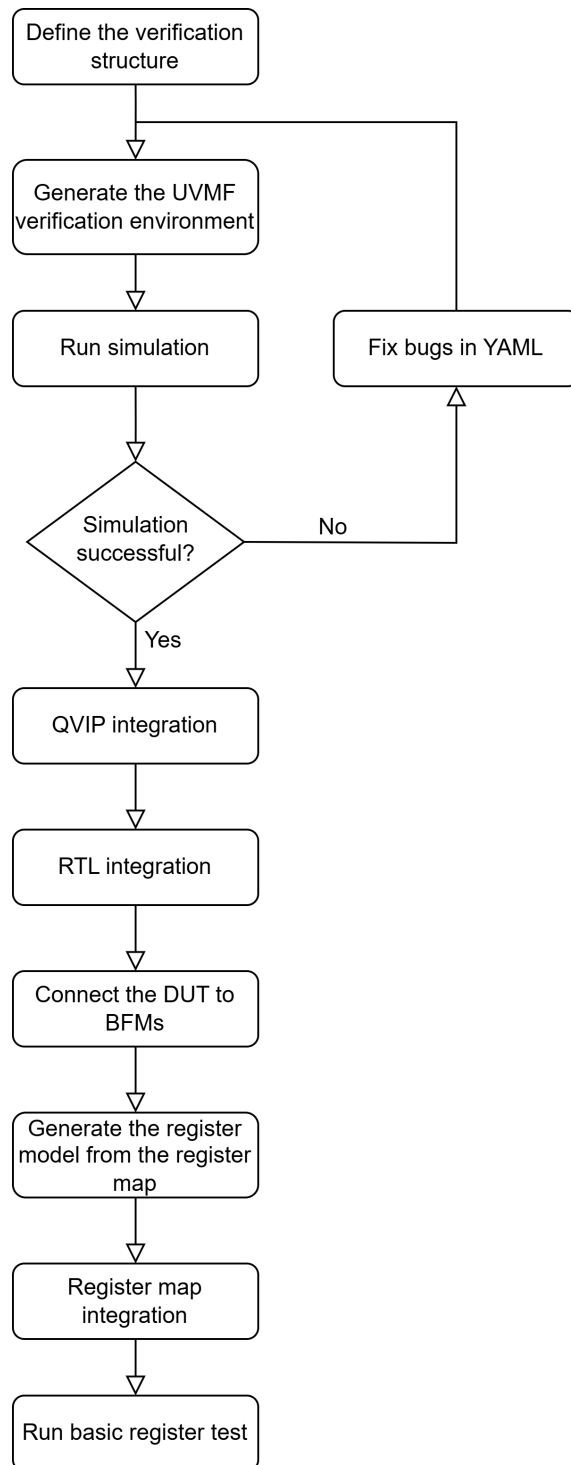 Define the verification
structure
Generate the UVMF
verification environment
Run simulation
Fix bugs in YAML
Simulation
successful?
No
Yes
QVIP integration
RTL integration
Connect the DUT to
BFMs
Generate the register
model from the register
map
Register map
integration
Run basic register test